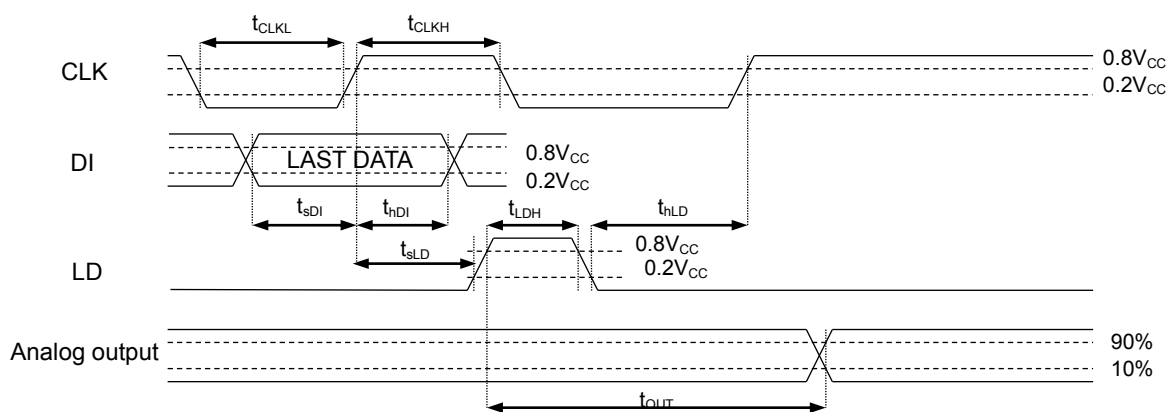 tCLKL
tCLKH
CLK
0.8VCC
0.2VCC
DI
LAST DATA
0.8VCC
0.2VCC
tsDI
thDI
tLDH
thLD
tsLD
0.8VCC
0.2VCC
LD
Analog output
90%
10%
tOUT